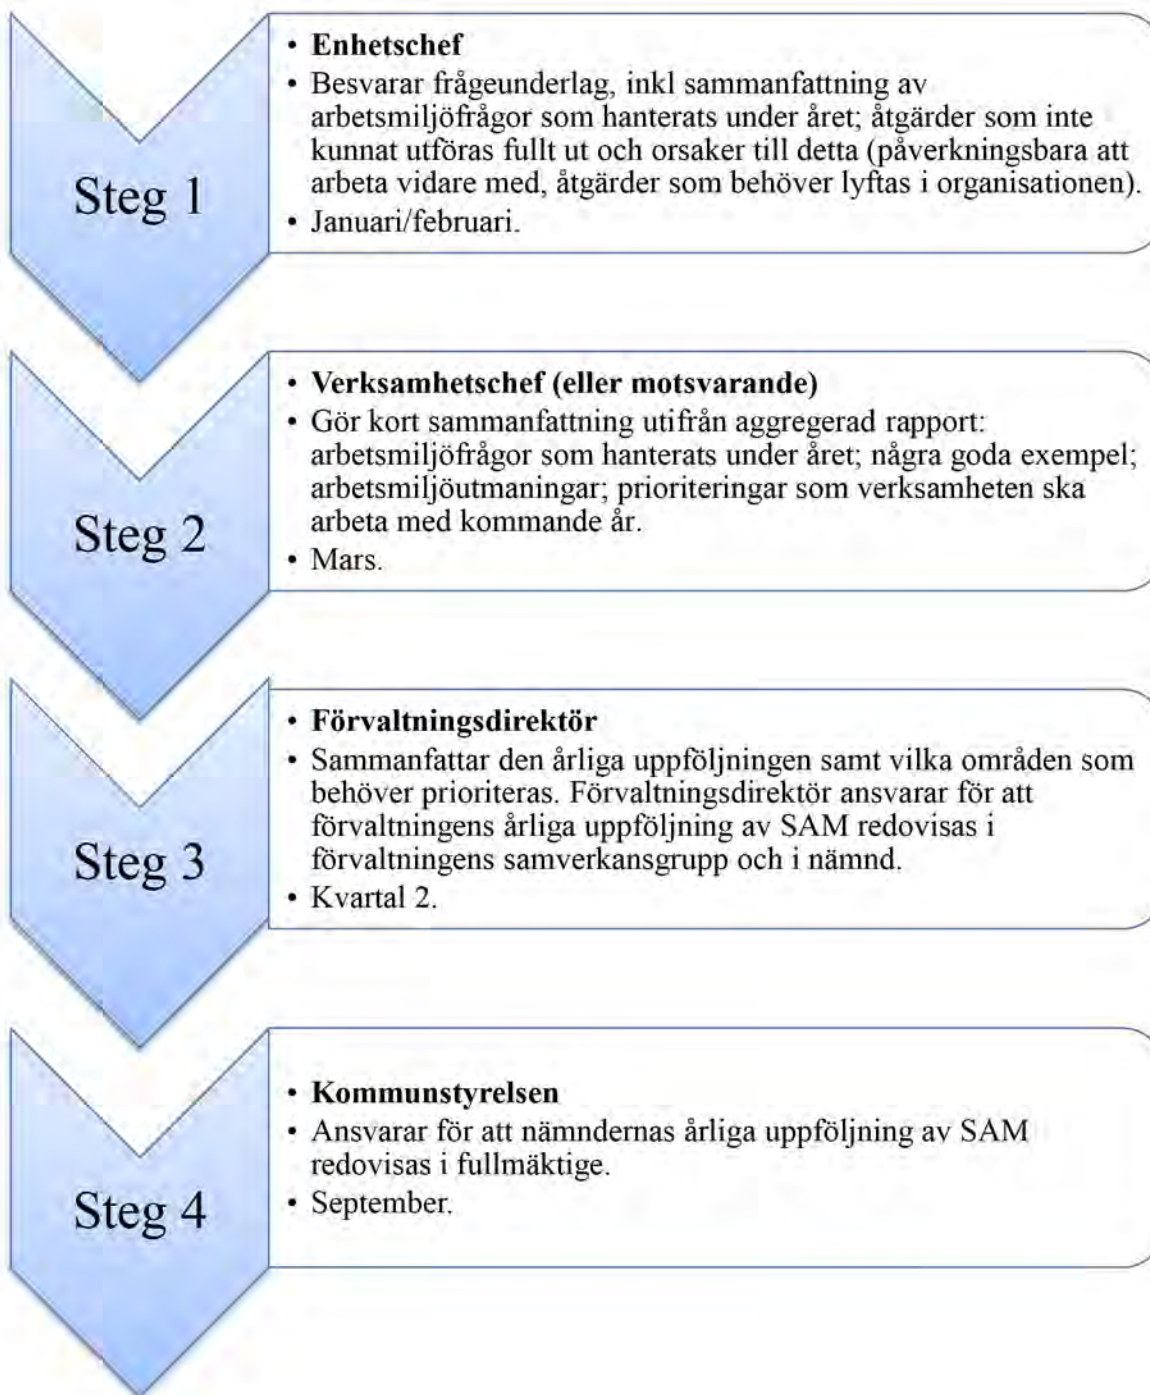 Steg 1
• Enhetschef
• Besvarar frågeunderlag, inkl sammanfattning av
arbetsmiljöfrågor som hanterats under året; åtgärder som inte
kunnat utföras fullt ut och orsaker till detta (påverkningsbara att
arbeta vidare med, åtgärder som behöver lyftas i organisationen).
• Januari/februari.
Steg 2
• Verksamhetschef (eller motsvarande)
• Gör kort sammanfattning utifrån aggregerad rapport:
arbetsmiljöfrågor som hanterats under året; några goda exempel;
arbetsmiljöutmaningar; prioriteringar som verksamheten ska
arbeta med kommande år.
• Mars.
Steg 3
• Förvaltningsdirektör
• Sammanfattar den årliga uppföljningen samt vilka områden som
behöver prioriteras. Förvaltningsdirektör ansvarar för att
förvaltningens årliga uppföljning av SAM redovisas i
förvaltningens samverkansgrupp och i nämnd.
• Kvartal 2.
Steg 4
• Kommunstyrelsen
• Ansvarar för att nämndernas årliga uppföljning av SAM
redovisas i fullmäktige.
• September.